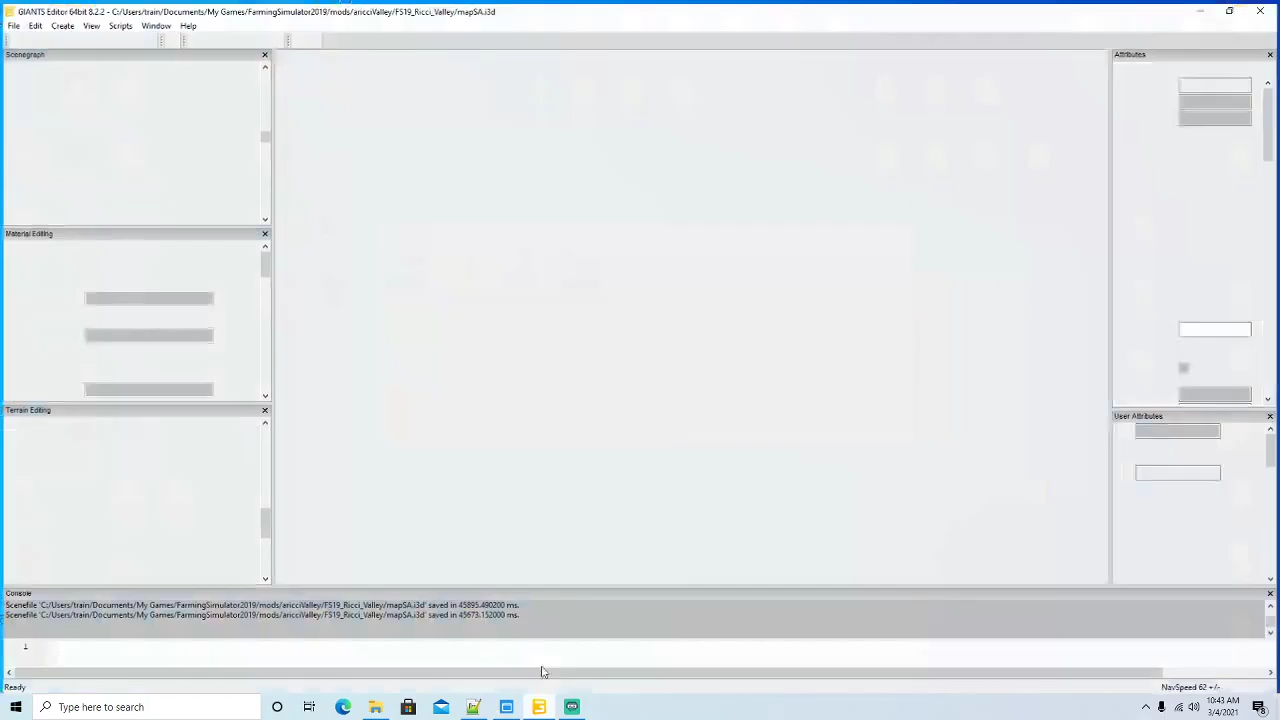 GIANTS Editor 64bit 8.2.2 - C:/Users/train/Documents/My Games/FarmingSimulator2019/mods/aricciValley/FS19_Ricci_Valley/mapSA.i3d
File Edit Create View Scripts Window Help
Scenegraph
Attributes
Material Editing
Terrain Editing
User Attributes
Console
Scenefile 'C:/Users/train/Documents/My Games/FarmingSimulator2019/mods/aricciValley/FS19_Ricci_Valley/mapSA.i3d' saved in 45895.490200 ms.
Scenefile 'C:/Users/train/Documents/My Games/FarmingSimulator2019/mods/aricciValley/FS19_Ricci_Valley/mapSA.i3d' saved in 45673.152000 ms.
1
Ready
NavSpeed 62 +/-
Type here to search
10:43 AM
3/4/2021